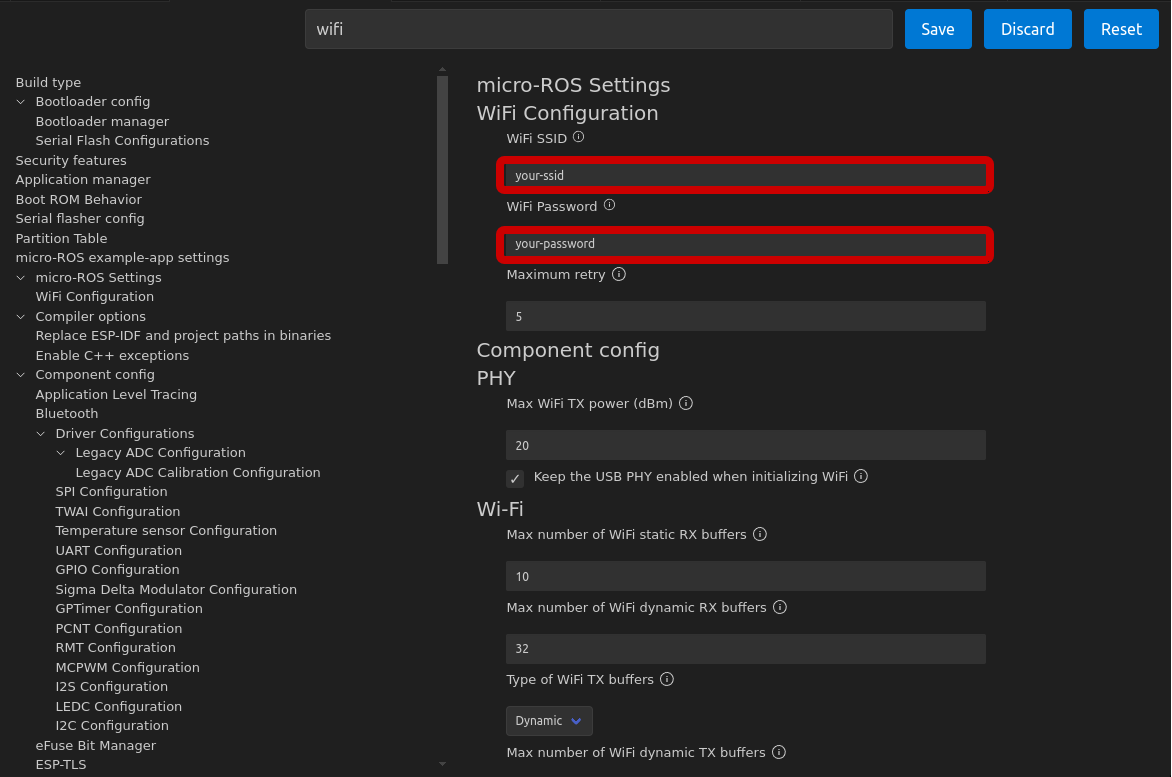 wifi
Save
Discard
Reset
Build type
Bootloader config
Bootloader manager
Serial Flash Configurations
Security features
Application manager
Boot ROM Behavior
Serial flasher config
Partition Table
micro-ROS example-app settings
micro-ROS Settings
WiFi Configuration
Compiler options
Replace ESP-IDF and project paths in binaries
Enable C++ exceptions
Component config
Application Level Tracing
Bluetooth
Driver Configurations
Legacy ADC Configuration
Legacy ADC Calibration Configuration
SPI Configuration
TWAI Configuration
Temperature sensor Configuration
UART Configuration
GPIO Configuration
Sigma Delta Modulator Configuration
GPTimer Configuration
PCNT Configuration
RMT Configuration
MCPWM Configuration
I2S Configuration
LEDC Configuration
I2C Configuration
eFuse Bit Manager
ESP-TLS
micro-ROS Settings
WiFi Configuration
WiFi SSID
your-ssid
WiFi Password
your-password
Maximum retry
5
Component config
PHY
Max WiFi TX power (dBm)
20
Keep the USB PHY enabled when initializing WiFi
Wi-Fi
Max number of WiFi static RX buffers
10
Max number of WiFi dynamic RX buffers
32
Type of WiFi TX buffers
Dynamic
Max number of WiFi dynamic TX buffers